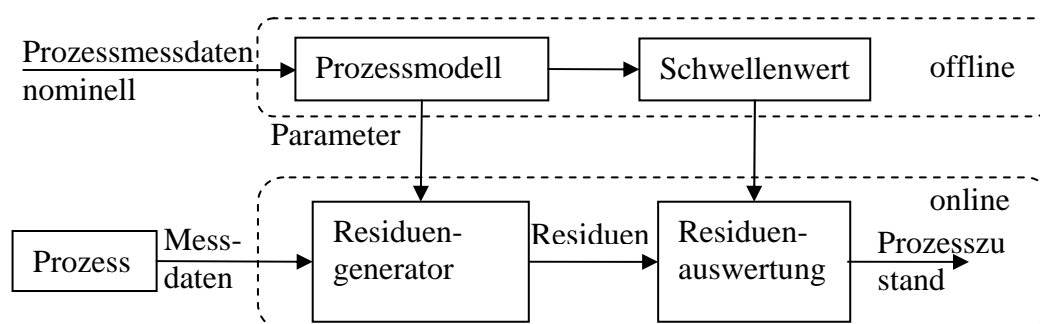 Prozessmessdaten
nominell
Prozessmodell
Schwellenwert
offline
Parameter
online
Prozess
Mess-
daten
Residuen-
generator
Residuen
Residuen-
auswertung
Prozesszu
stand